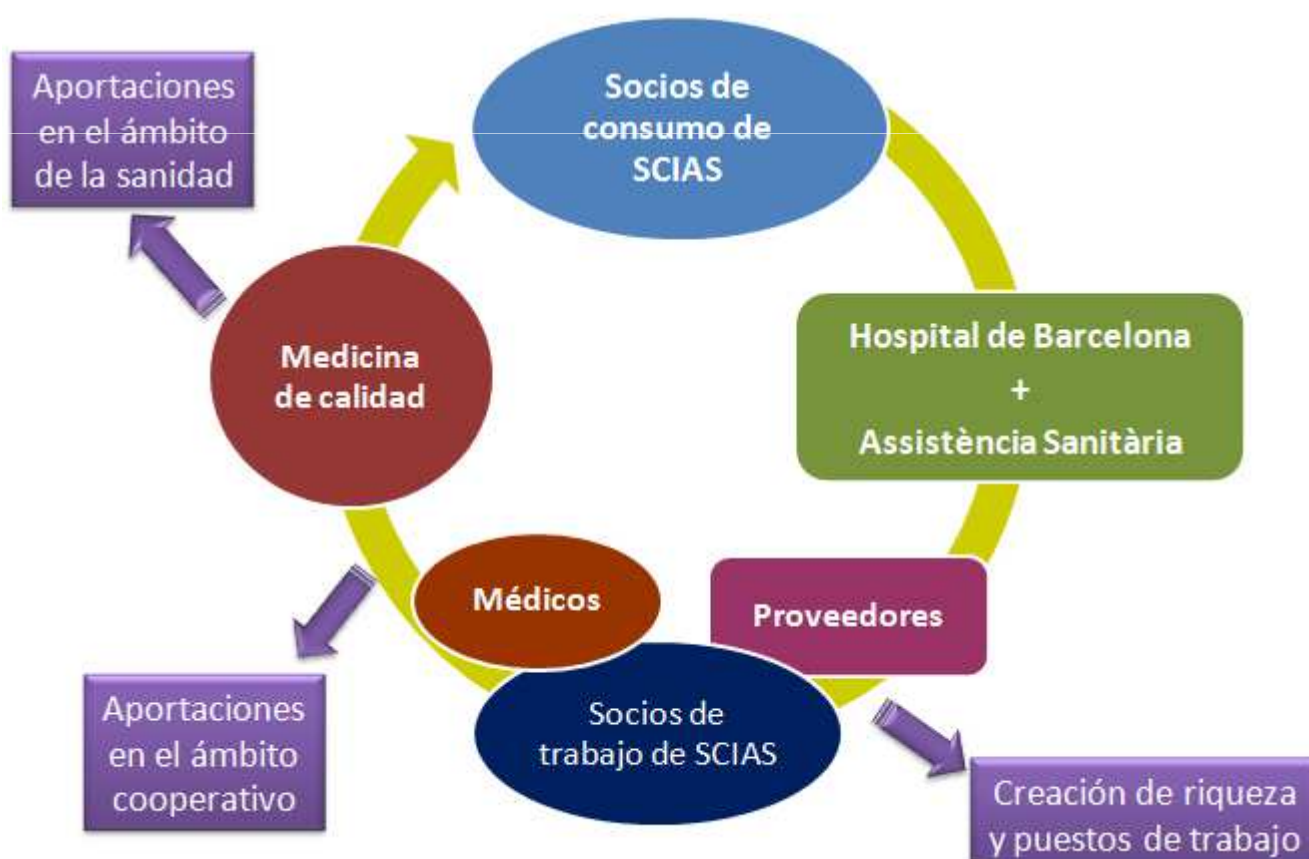 Aportaciones
en el ámbito
de la sanidad
Socios de
consumo de
SCIAS
Hospital de Barcelona
+
Assistència Sanitària
Medicina
de calidad
Médicos
Proveedores
Socios de
trabajo de SCIAS
Aportaciones
en el ámbito
cooperativo
Creación de riqueza
y puestos de trabajo